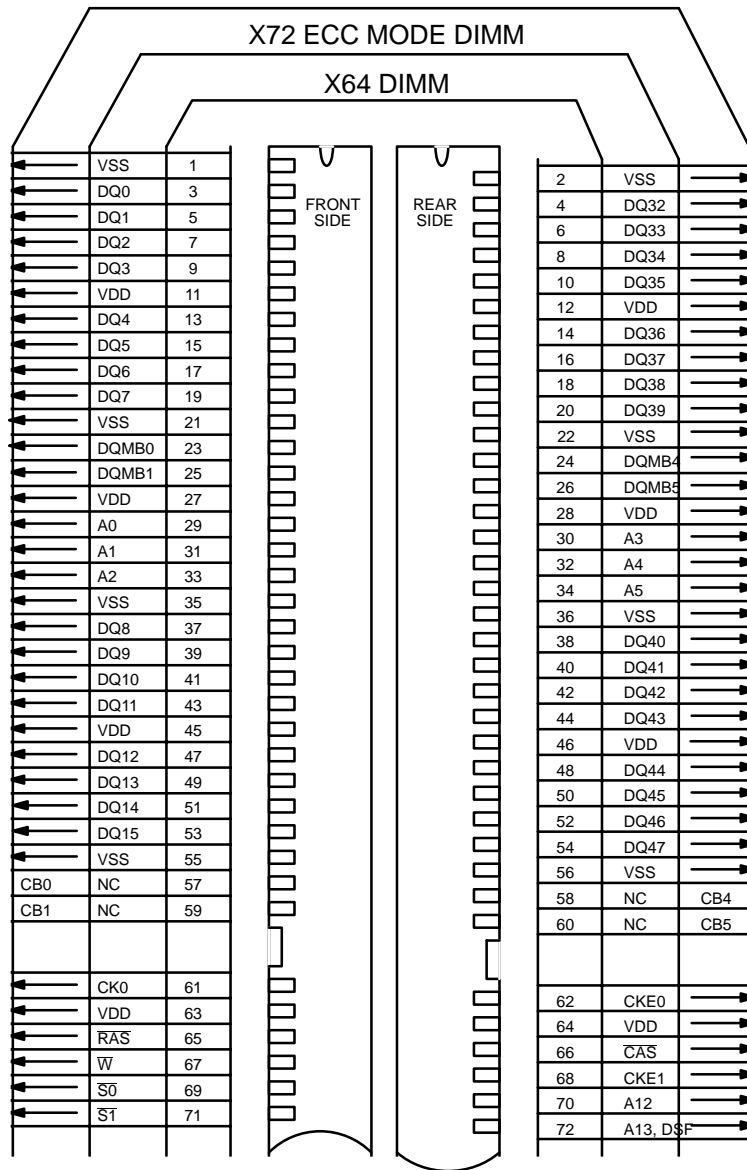 X72 ECC MODE DIMM
X64 DIMM
FRONT
SIDE
REAR
SIDE
VSS 1
DQ0 3
DQ1 5
DQ2 7
DQ3 9
VDD 11
DQ4 13
DQ5 15
DQ6 17
DQ7 19
VSS 21
DQMB0 23
DQMB1 25
VDD 27
A0 29
A1 31
A2 33
VSS 35
DQ8 37
DQ9 39
DQ10 41
DQ11 43
VDD 45
DQ12 47
DQ13 49
DQ14 51
DQ15 53
VSS 55
CB0 NC 57
CB1 NC 59
CK0 61
VDD 63
R̅A̅S̅ 65
W̅ 67
S̅0̅ 69
S̅1̅ 71
2 VSS
4 DQ32
6 DQ33
8 DQ34
10 DQ35
12 VDD
14 DQ36
16 DQ37
18 DQ38
20 DQ39
22 VSS
24 DQMB4
26 DQMB5
28 VDD
30 A3
32 A4
34 A5
36 VSS
38 DQ40
40 DQ41
42 DQ42
44 DQ43
46 VDD
48 DQ44
50 DQ45
52 DQ46
54 DQ47
56 VSS
58 NC CB4
60 NC CB5
62 CKE0
64 VDD
66 C̅A̅S̅
68 CKE1
70 A12
72 A13, DSF